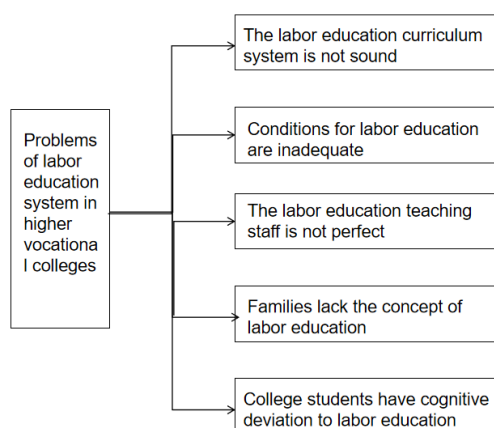 Problems
of labor
education
system in
higher
vocationa
l colleges
The labor education curriculum
system is not sound
Conditions for labor education
are inadequate
The labor education teaching
staff is not perfect
Families lack the concept of
labor education
College students have cognitive
deviation to labor education